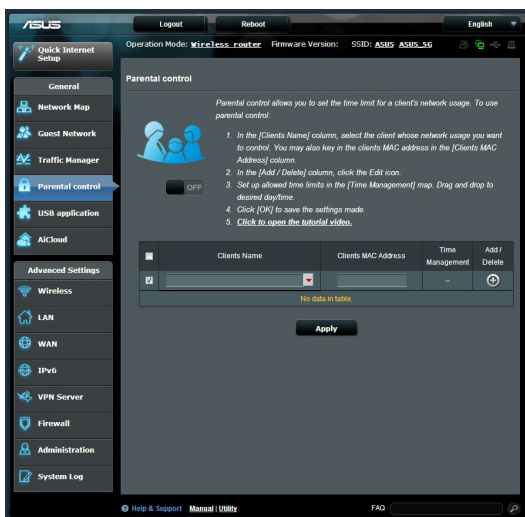 ASUS
Logout
Reboot
English
Quick Internet
Setup
Operation Mode: Wireless router Firmware Version: SSID: ASUS ASUS_5G
General
Network Map
Guest Network
Traffic Manager
Parental control
USB application
AiCloud
Advanced Settings
Wireless
LAN
WAN
IPv6
VPN Server
Firewall
Administration
System Log
Parental control
Parental control allows you to set the time limit for a client's network usage. To use
parental control:
1. In the [Clients Name] column, select the client whose network usage you want
to control. You may also key in the clients MAC address in the [Clients MAC
Address] column.
2. In the [Add / Delete] column, click the Edit icon.
3. Set up allowed time limits in the [Time Management] map. Drag and drop to
desired day/time.
4. Click [OK] to save the settings made.
5. Click to open the tutorial video.
OFF
Clients Name
Clients MAC Address
Time
Management
Add /
Delete
–
No data in table.
Apply
Help & Support Manual | Utility
FAQ